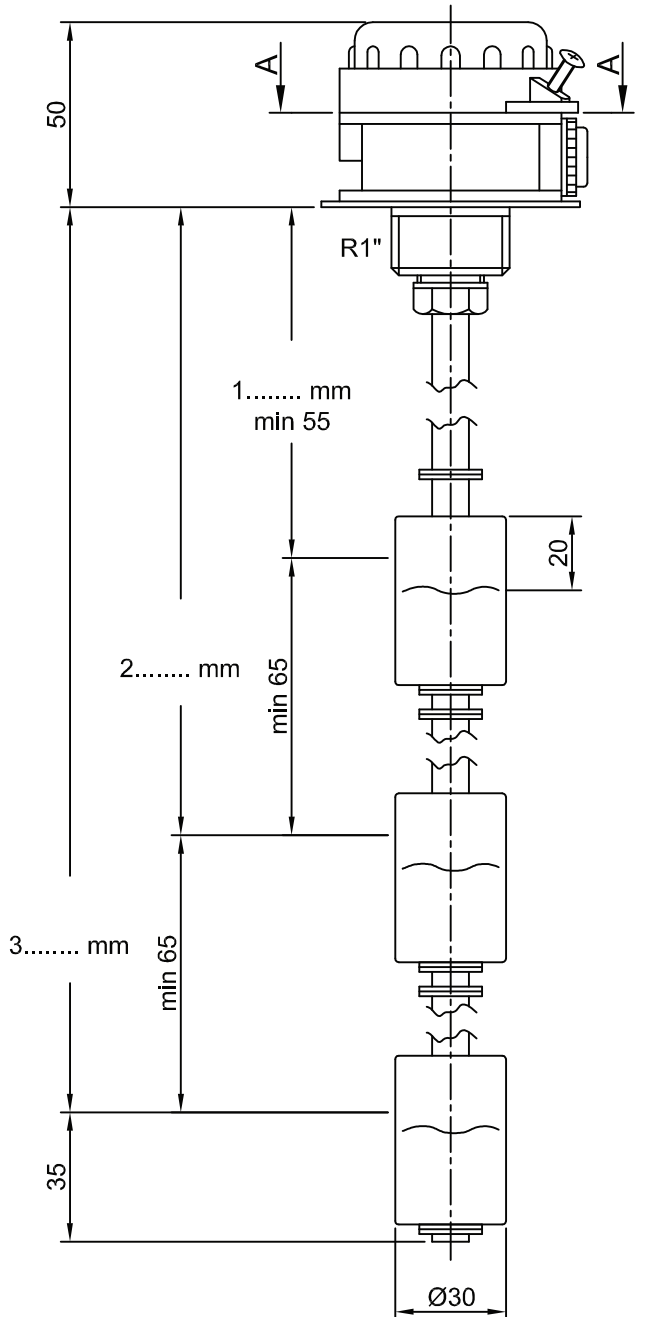 A
A
50
R1"
1........ mm
min 55
20
2........ mm
min 65
3........ mm
min 65
35
Ø30